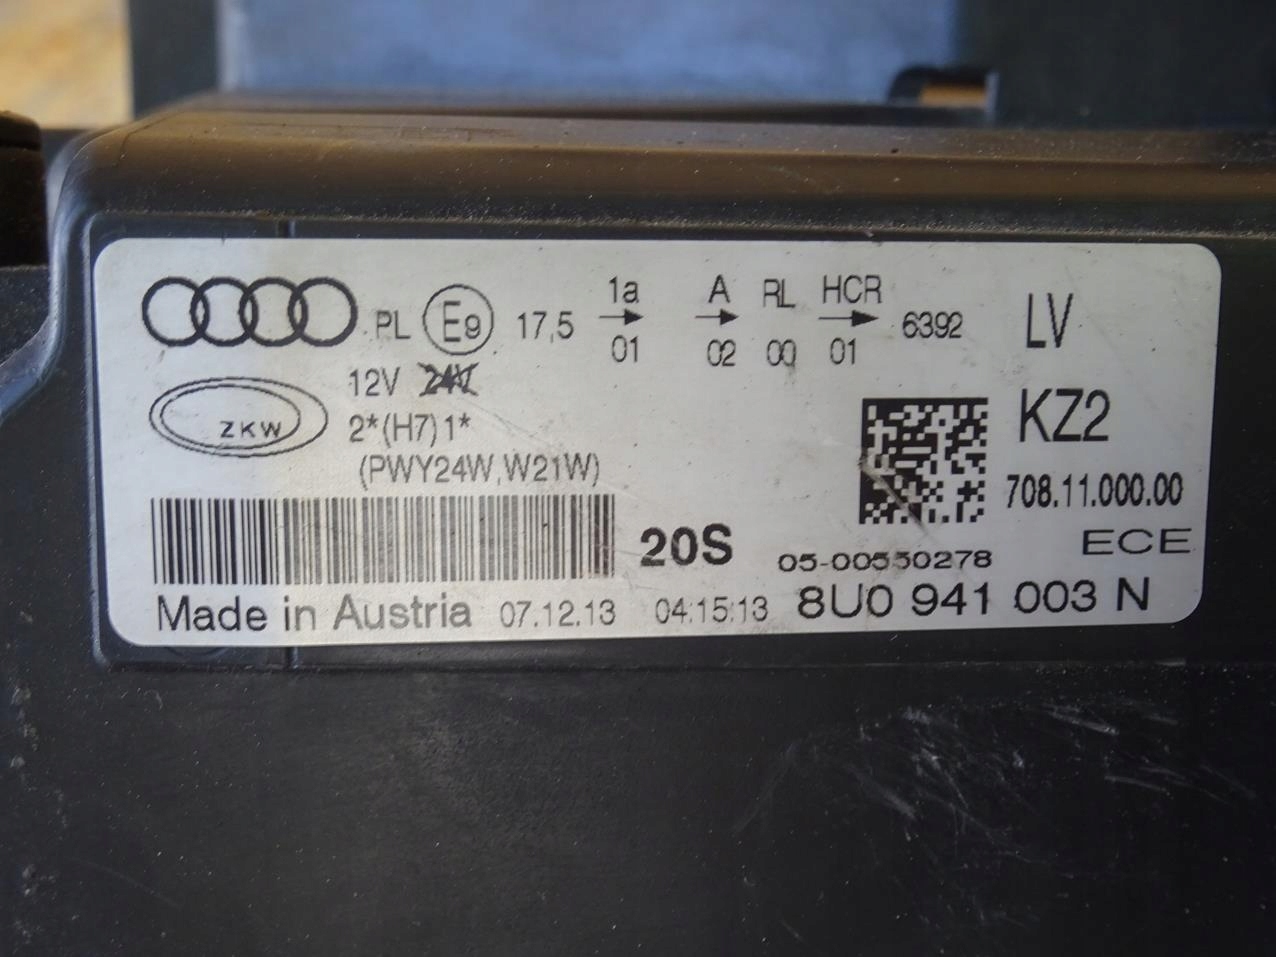 PL E9 17,5 1a A RL HCR 6392 LV
01 02 00 01
12V 24V
ZKW 2*(H7)1* KZ2
(PWY24W,W21W) 708.11.000.00
20S 05-00550278 ECE
Made in Austria 07.12.13 04:15:13 8U0 941 003 N